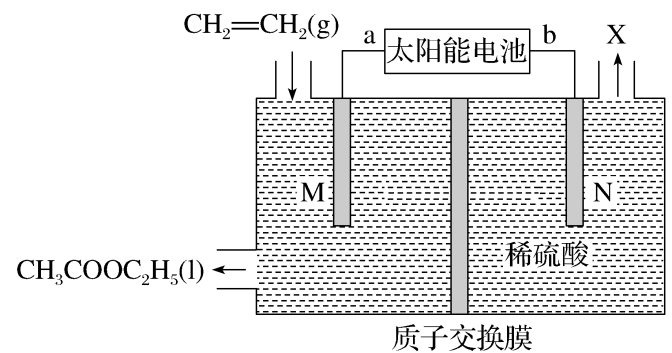 CH₂═CH₂(g)
a
太阳能电池
b
X
M
N
稀硫酸
CH₃COOC₂H₅(l)
质子交换膜